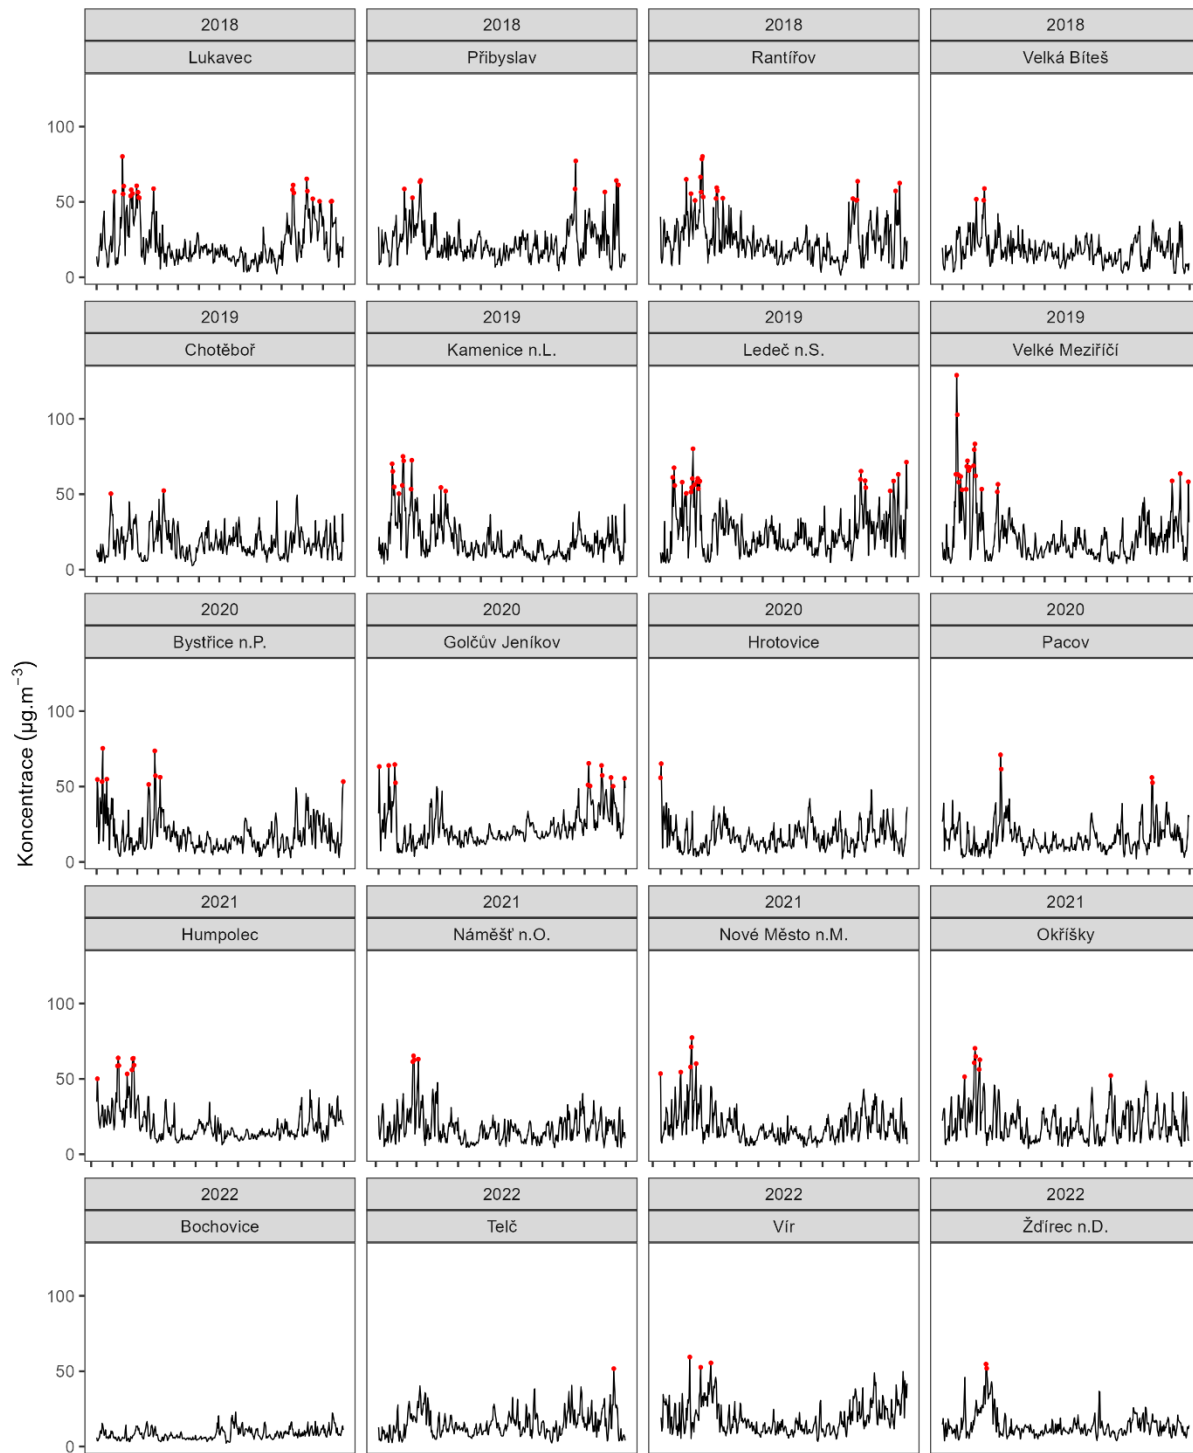 2018 2018 2018 2018
Lukavec Přibyslav Rantířov Velká Bíteš
100
50
0
2019 2019 2019 2019
Chotěboř Kamenice n.L. Ledeč n.S. Velké Meziříčí
100
50
0
2020 2020 2020 2020
Bystřice n.P. Golčův Jeníkov Hrotovice Pacov
100
50
0
Koncentrace (µg.m⁻³)
2021 2021 2021 2021
Humpolec Náměšť n.O. Nové Město n.M. Okříšky
100
50
0
2022 2022 2022 2022
Bochovice Telč Vír Ždírec n.D.
100
50
0